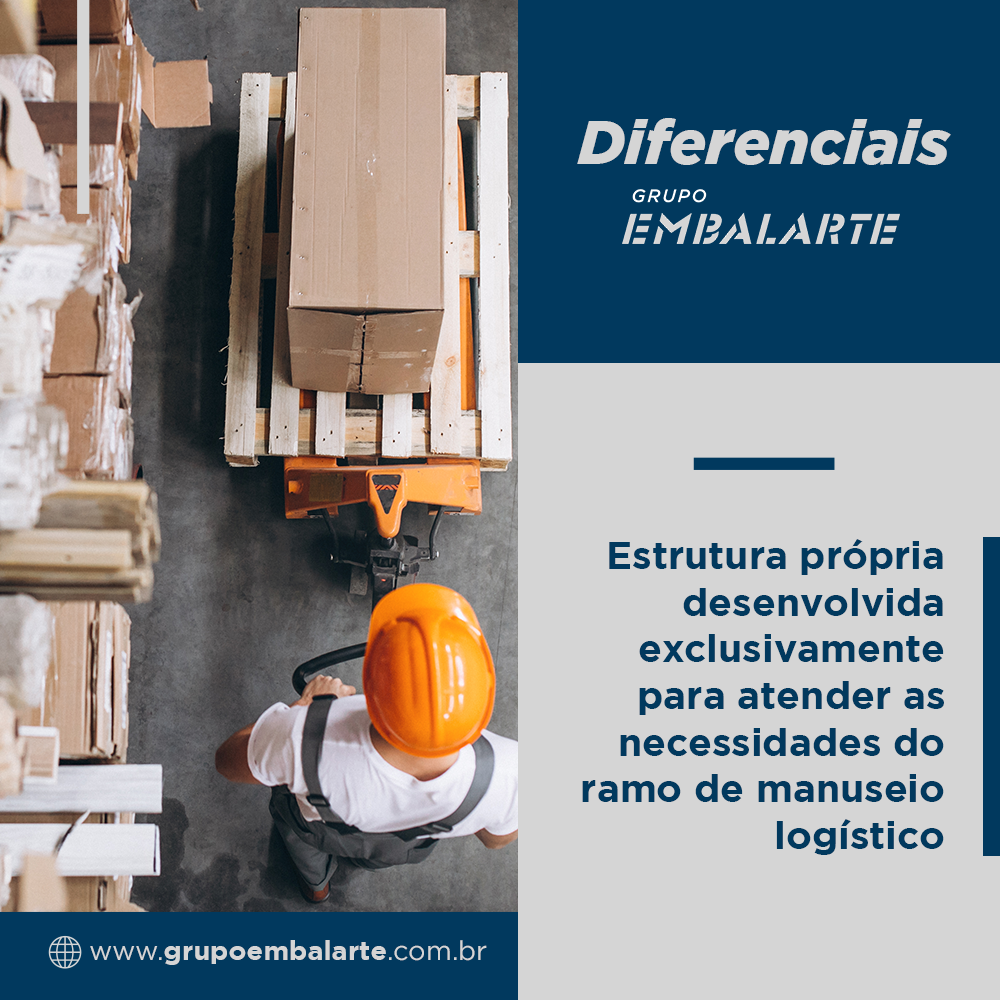 Diferenciais
GRUPO
EMBALARTE
Estrutura própria
desenvolvida
exclusivamente
para atender as
necessidades do
ramo de manuseio
logístico
www.grupoembalarte.com.br